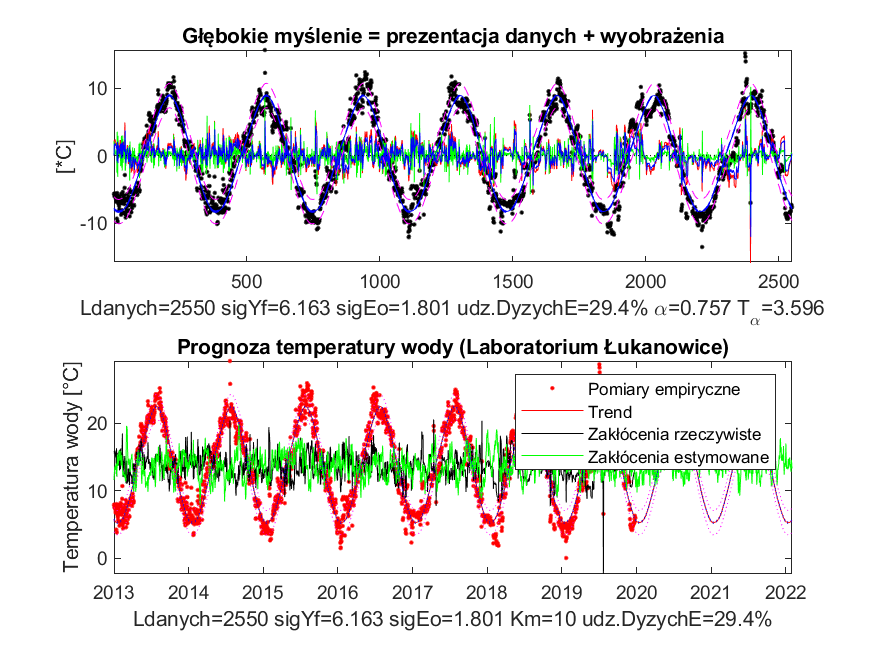 Głębokie myślenie = prezentacja danych + wyobrażenia
[*C]
10
0
-10
500 1000 1500 2000 2500
Ldanych=2550 sigYf=6.163 sigEo=1.801 udz.DyzychE=29.4% α=0.757 Tα=3.596
Prognoza temperatury wody (Laboratorium Łukanowice)
Temperatura wody [°C]
20
10
0
Pomiary empiryczne
Trend
Zakłócenia rzeczywiste
Zakłócenia estymowane
2013 2014 2015 2016 2017 2018 2019 2020 2021 2022
Ldanych=2550 sigYf=6.163 sigEo=1.801 Km=10 udz.DyzychE=29.4%